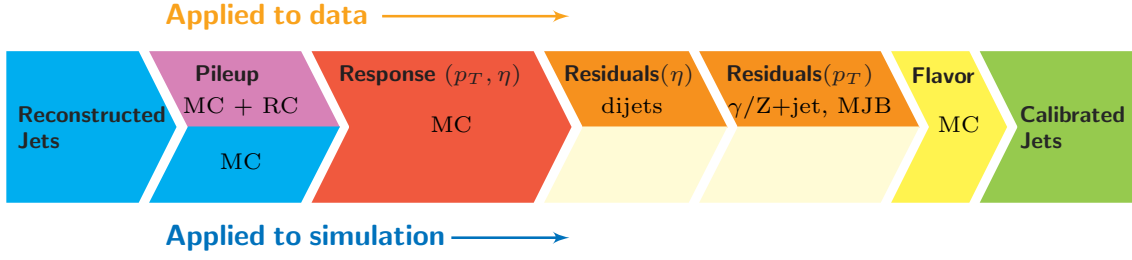 Applied to data
Reconstructed
Jets
Pileup
MC + RC
MC
Response (p_T, η)
MC
Residuals(η)
dijets
Residuals(p_T)
γ/Z+jet, MJB
Flavor
MC
Calibrated
Jets
Applied to simulation